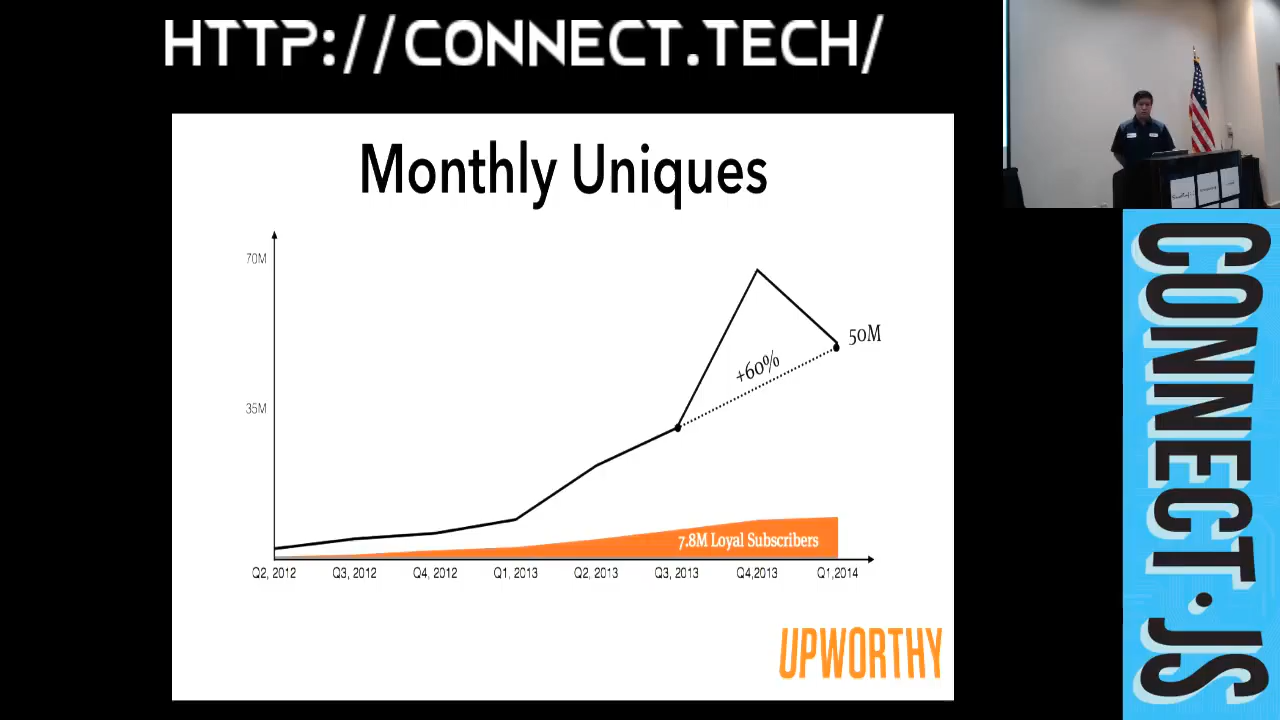 HTTP://CONNECT.TECH/
Monthly Uniques
70M
50M
+60%
35M
7.8M Loyal Subscribers
Q2, 2012
Q3, 2012
Q4, 2012
Q1, 2013
Q2, 2013
Q3, 2013
Q4,2013
Q1,2014
UPWORTHY
CONNECT.JS